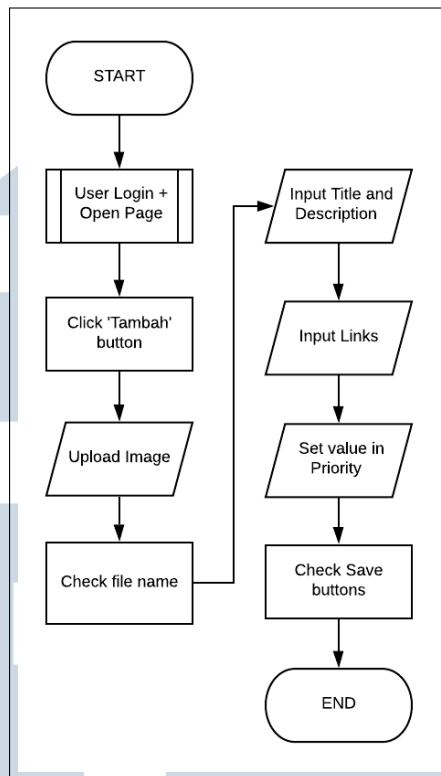 START
User Login +
Open Page
Click 'Tambah'
button
Upload Image
Check file name
Input Title and
Description
Input Links
Set value in
Priority
Check Save
buttons
END